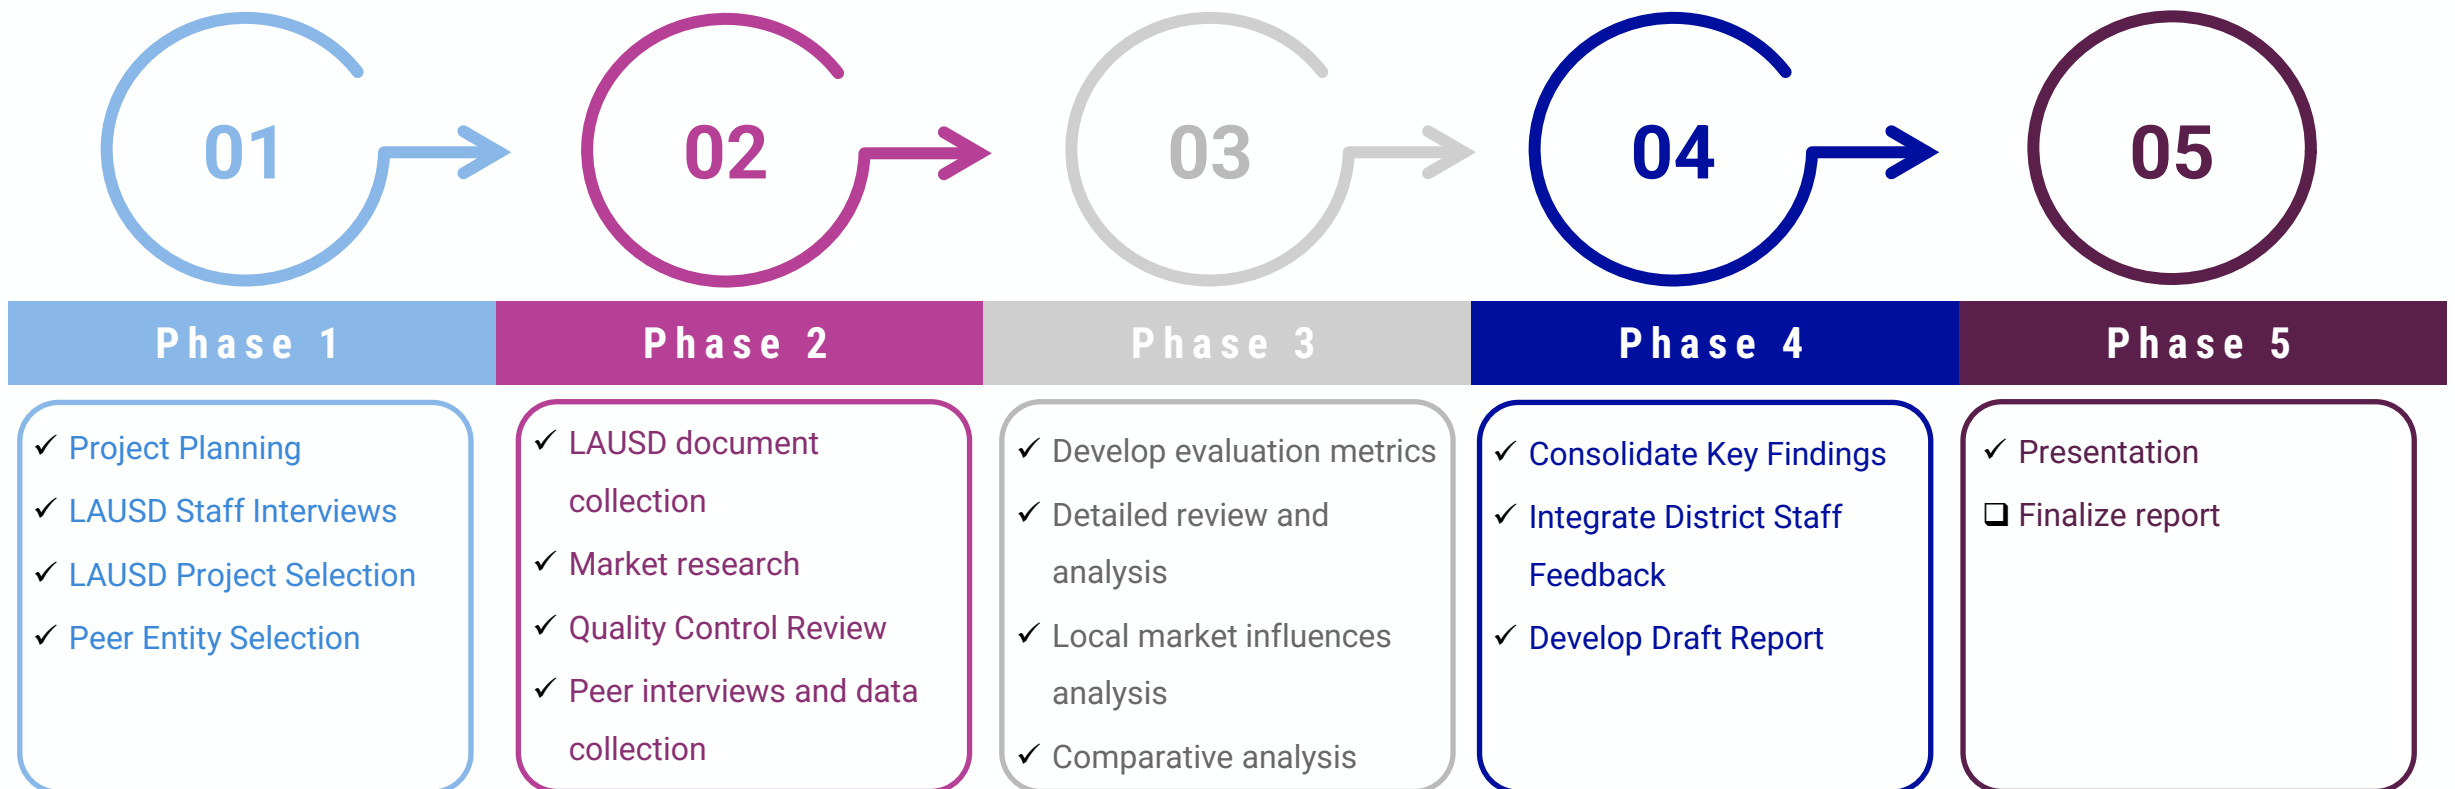 01
02
03
04
05
Phase 1
Phase 2
Phase 3
Phase 4
Phase 5
✓ Project Planning
✓ LAUSD Staff Interviews
✓ LAUSD Project Selection
✓ Peer Entity Selection
✓ LAUSD document
collection
✓ Market research
✓ Quality Control Review
✓ Peer interviews and data
collection
✓ Develop evaluation metrics
✓ Detailed review and
analysis
✓ Local market influences
analysis
✓ Comparative analysis
✓ Consolidate Key Findings
✓ Integrate District Staff
Feedback
✓ Develop Draft Report
✓ Presentation
❑ Finalize report